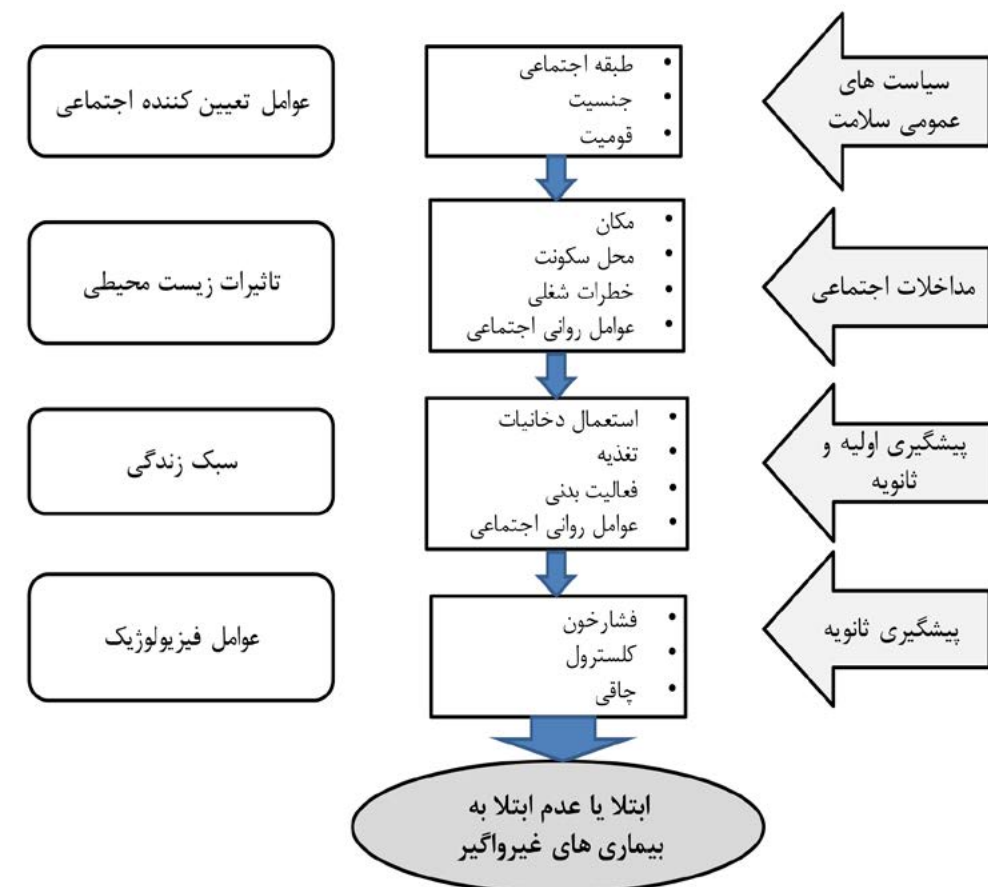 سیاست های
عمومی سلامت
• طبقه اجتماعی
• جنسیت
• قومیت
عوامل تعیین کننده اجتماعی
مداخلات اجتماعی
• مکان
• محل سکونت
• خطرات شغلی
• عوامل روانی اجتماعی
تاثیرات زیست محیطی
پیشگیری اولیه و
ثانویه
• استعمال دخانیات
• تغذیه
• فعالیت بدنی
• عوامل روانی اجتماعی
سبک زندگی
پیشگیری ثانویه
• فشارخون
• کلسترول
• چاقی
عوامل فیزیولوژیک
ابتلا یا عدم ابتلا به
بیماری های غیرواگیر